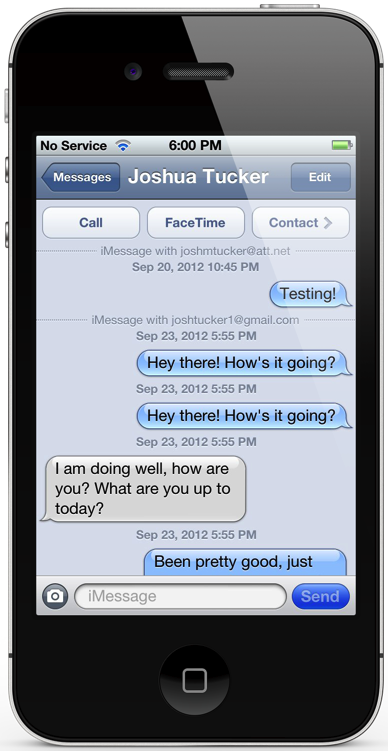 No Service 6:00 PM
Messages Joshua Tucker Edit
Call FaceTime Contact
iMessage with joshmtucker@att.net
Sep 20, 2012 10:45 PM
Testing!
iMessage with joshtucker1@gmail.com
Sep 23, 2012 5:55 PM
Hey there! How's it going?
Sep 23, 2012 5:55 PM
Hey there! How's it going?
Sep 23, 2012 5:55 PM
I am doing well, how are
you? What are you up to
today?
Sep 23, 2012 5:55 PM
Been pretty good, just
iMessage Send